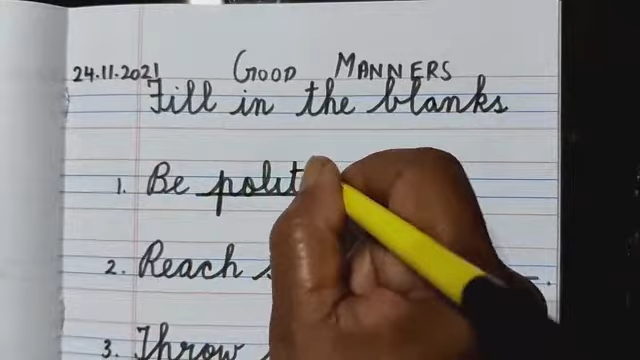 24.11.2021 GOOD MANNERS
Fill in the blanks
1. Be polit
2. Reach
3. Throw